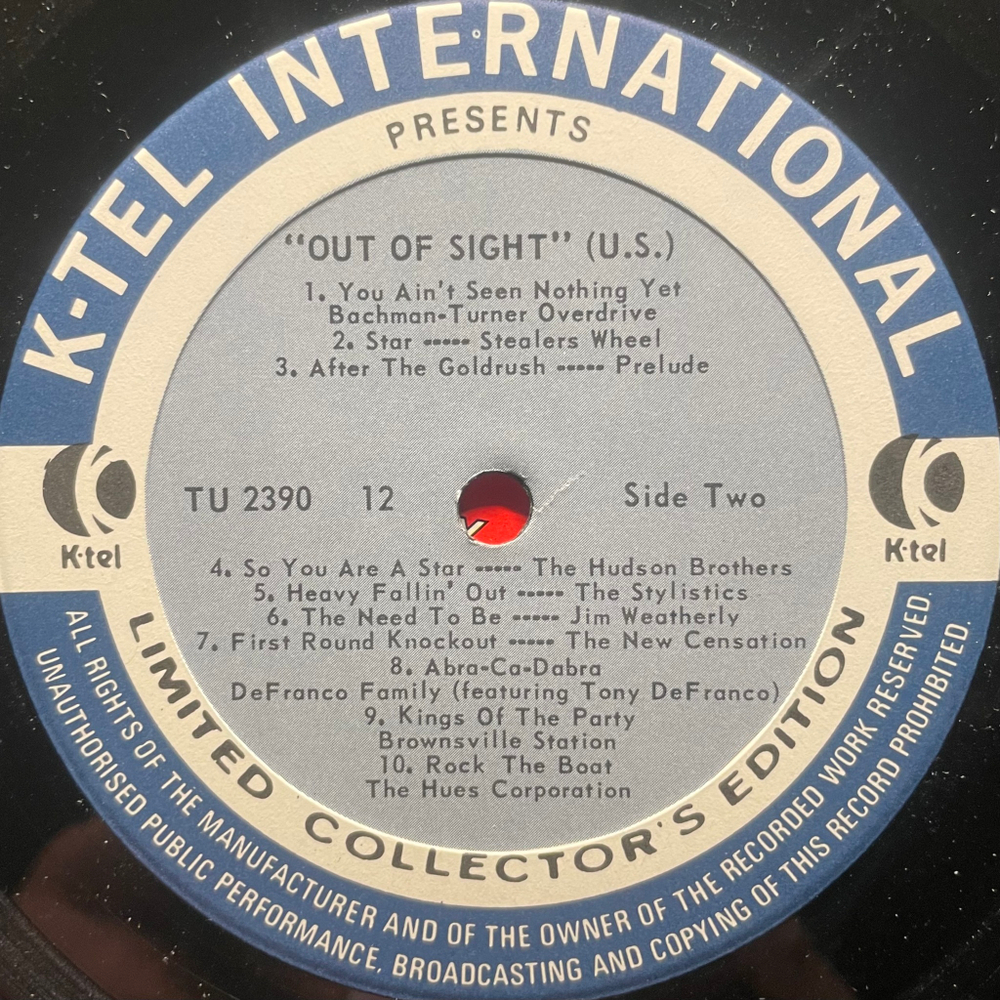 K-TEL INTERNATIONAL
PRESENTS
"OUT OF SIGHT" (U.S.)
1. You Ain't Seen Nothing Yet
Bachman-Turner Overdrive
2. Star ----- Stealers Wheel
3. After The Goldrush ----- Prelude
TU 2390 12 Side Two
K-tel
K-tel
4. So You Are A Star ----- The Hudson Brothers
5. Heavy Fallin' Out ----- The Stylistics
6. The Need To Be ----- Jim Weatherly
7. First Round Knockout ----- The New Censation
8. Abra-Ca-Dabra
DeFranco Family (featuring Tony DeFranco)
9. Kings Of The Party
Brownsville Station
10. Rock The Boat
The Hues Corporation
LIMITED COLLECTOR'S EDITION
ALL RIGHTS OF THE MANUFACTURER AND OF THE OWNER OF THE RECORDED WORK RESERVED.
UNAUTHORISED PUBLIC PERFORMANCE, BROADCASTING AND COPYING OF THIS RECORD PROHIBITED.